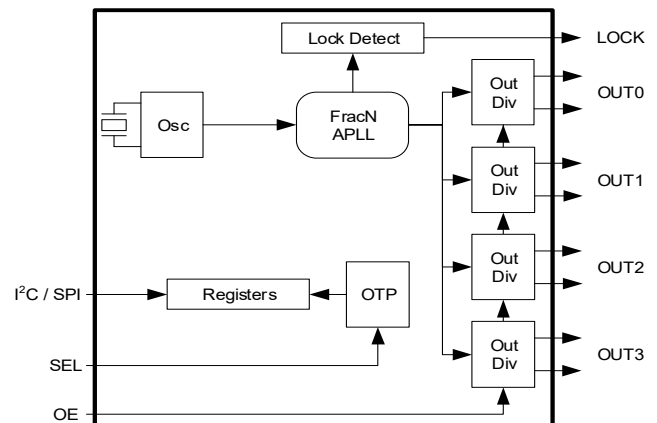 Lock Detect
LOCK
Osc
FracN
APLL
Out
Div
OUT0
Out
Div
OUT1
Out
Div
OUT2
I²C / SPI
Registers
OTP
Out
Div
OUT3
SEL
OE